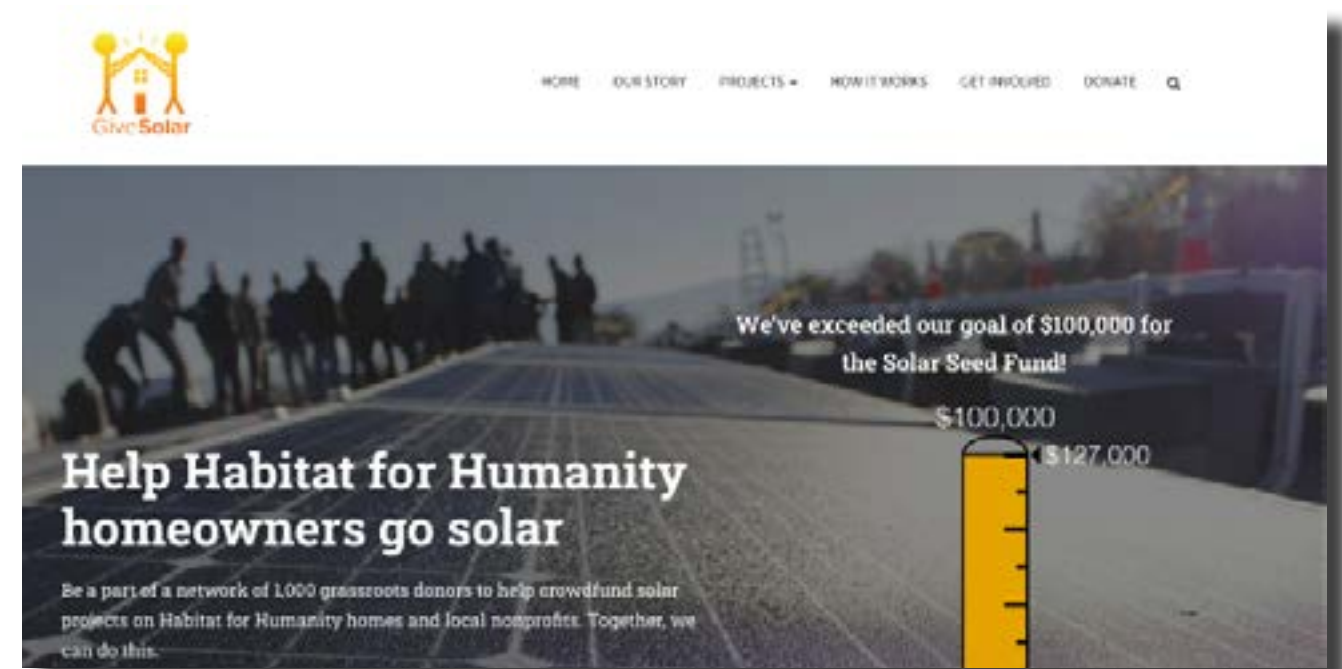 GiveSolar
HOME OUR STORY PROJECTS HOW IT WORKS GET INVOLVED DONATE
We've exceeded our goal of $100,000 for
the Solar Seed Fund!
$100,000
$127,000
Help Habitat for Humanity
homeowners go solar
Be a part of a network of 1,000 grassroots donors to help crowdfund solar
projects on Habitat for Humanity homes and local nonprofits. Together, we
can do this.